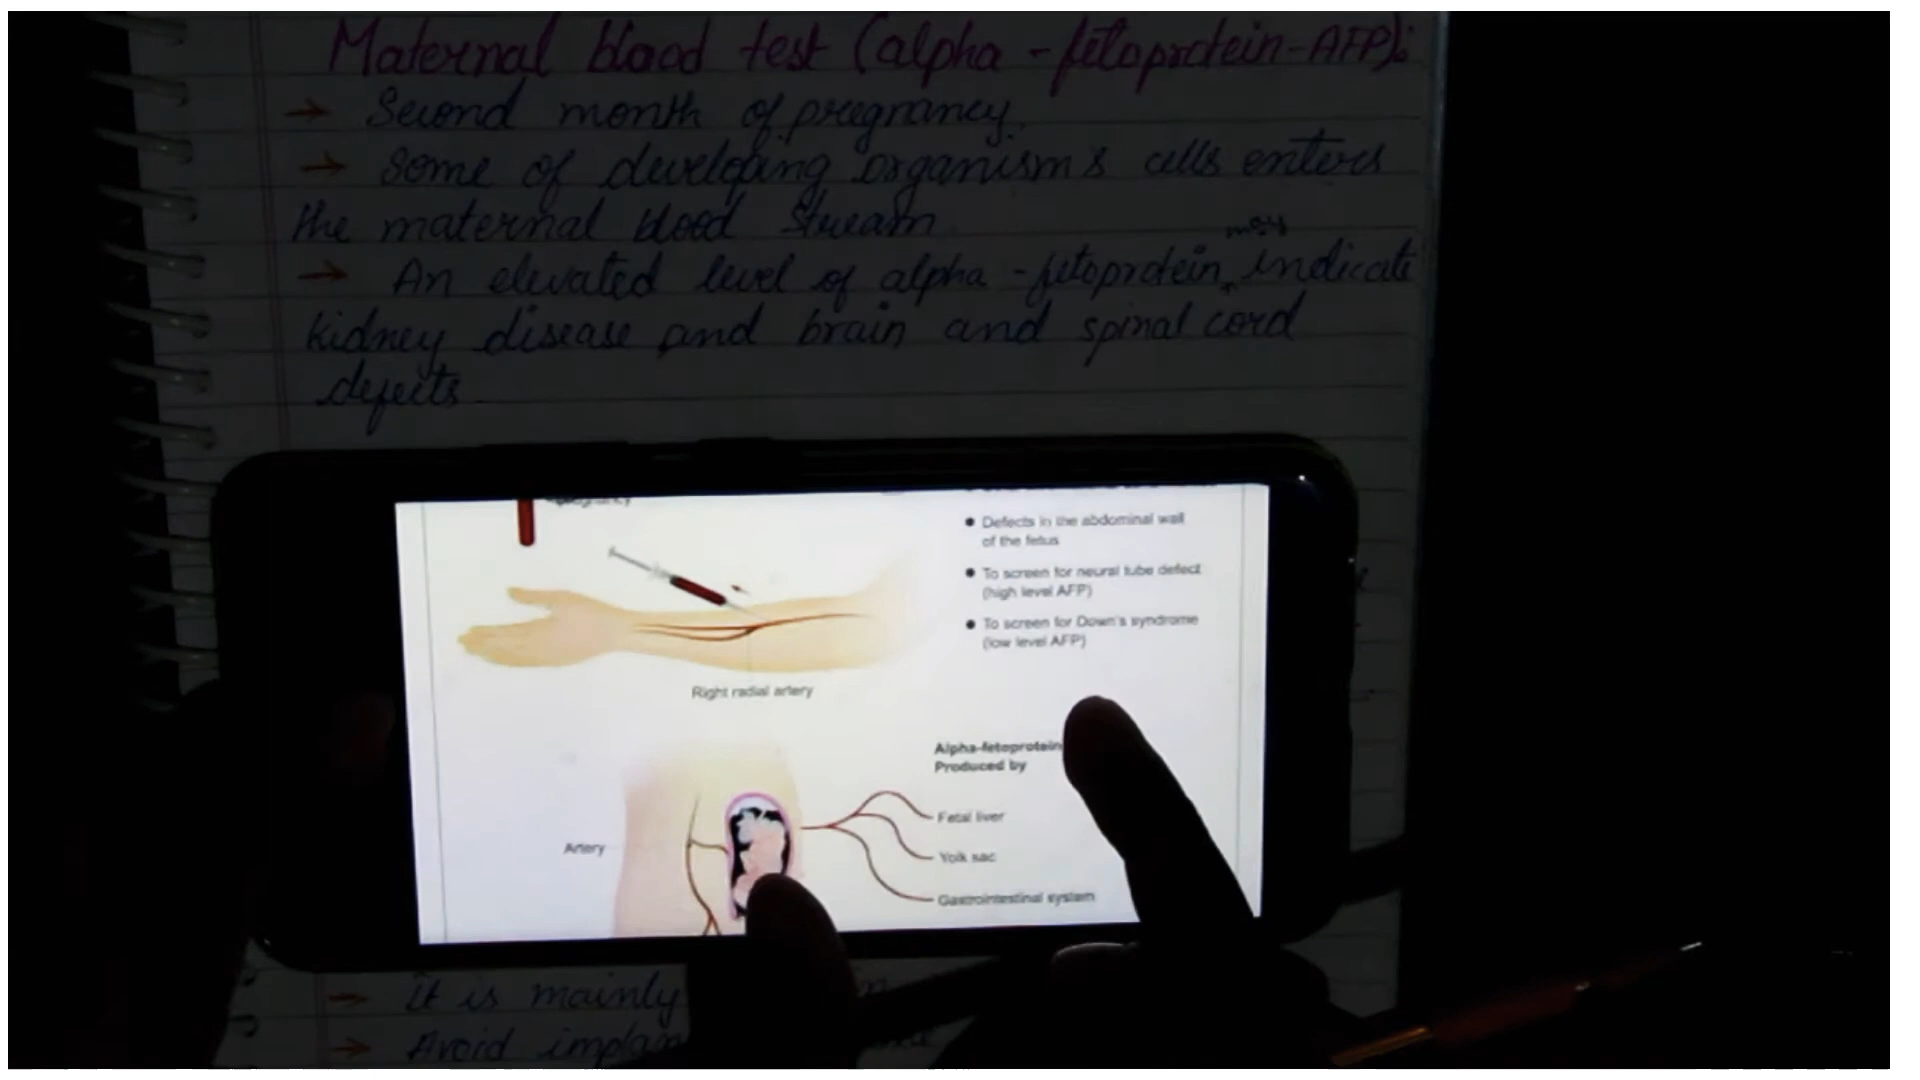 Maternal blood test (alpha - fetoprotein-AFP):
→ Second month of pregnancy.
→ Some of developing organism's cells enters
the maternal blood stream
may
→ An elevated level of alpha - fetoprotein indicate
kidney disease and brain and spinal cord
defects
Defects in the abdominal wall
of the fetus
To screen for neural tube defect
(high level AFP)
To screen for Down's syndrome
(low level AFP)
Right radial artery
Alpha-fetoprotein
Produced by
Fetal liver
Artery
Yolk sac
Gastrointestinal system
→ It is mainly
→ Avoid